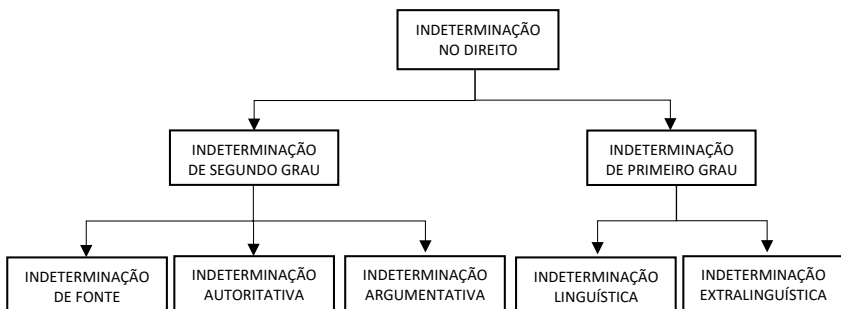 INDETERMINAÇÃO
NO DIREITO
INDETERMINAÇÃO
DE SEGUNDO GRAU
INDETERMINAÇÃO
DE PRIMEIRO GRAU
INDETERMINAÇÃO
DE FONTE
INDETERMINAÇÃO
AUTORITATIVA
INDETERMINAÇÃO
ARGUMENTATIVA
INDETERMINAÇÃO
LINGUÍSTICA
INDETERMINAÇÃO
EXTRALINGUÍSTICA